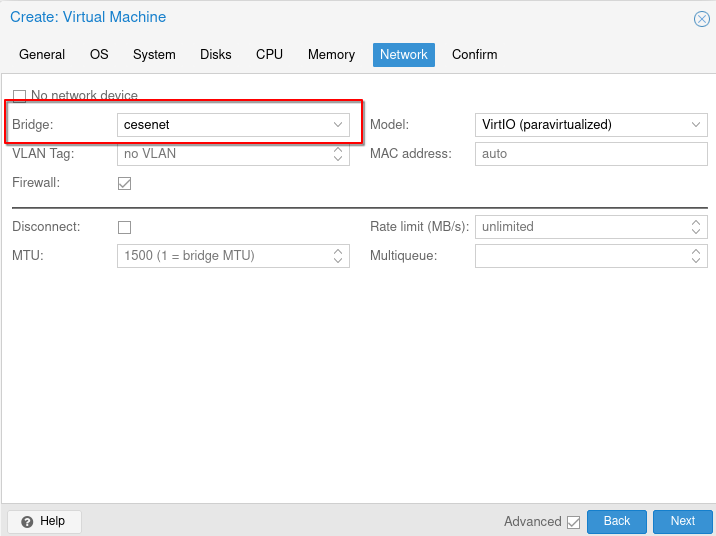 Create: Virtual Machine
General OS System Disks CPU Memory Network Confirm
No network device
Bridge: cesenet Model: VirtIO (paravirtualized)
VLAN Tag: no VLAN MAC address: auto
Firewall:
Disconnect: Rate limit (MB/s): unlimited
MTU: 1500 (1 = bridge MTU) Multiqueue:
Help Advanced Back Next